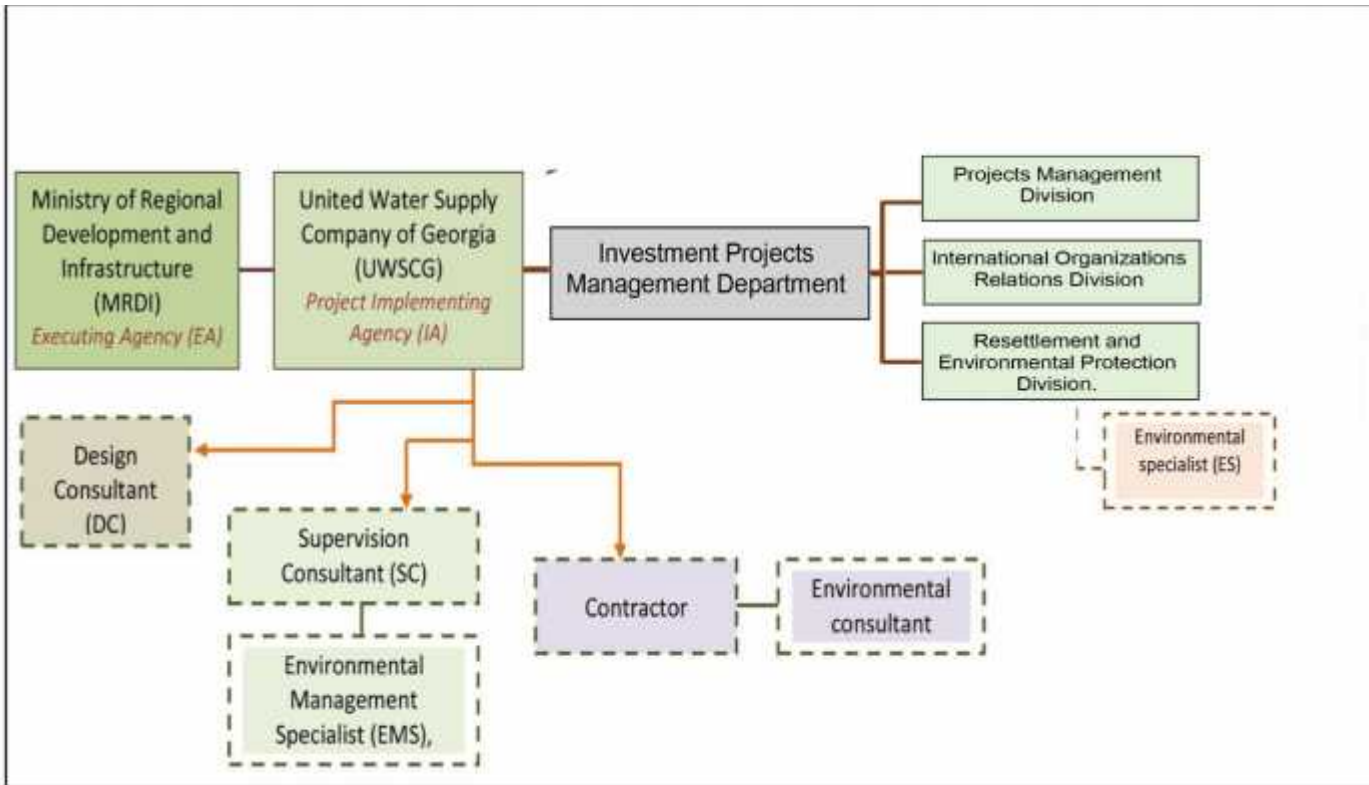 Ministry of Regional
Development and
Infrastructure
(MRDI)
Executing Agency (EA)
United Water Supply
Company of Georgia
(UWSCG)
Project Implementing
Agency (IA)
Investment Projects
Management Department
Projects Management
Division
International Organizations
Relations Division
Resettlement and
Environmental Protection
Division.
Environmental
specialist (ES)
Design
Consultant
(DC)
Supervision
Consultant (SC)
Environmental
Management
Specialist (EMS),
Contractor
Environmental
consultant